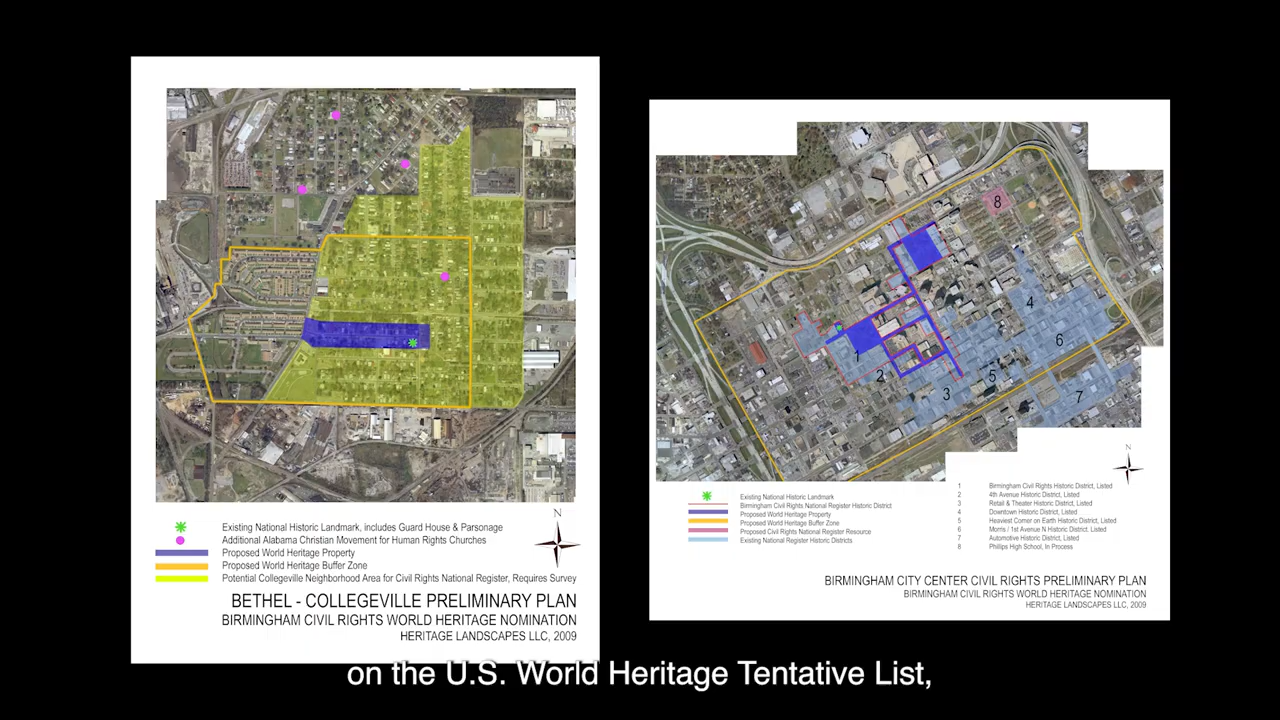 N
Existing National Historic Landmark, includes Guard House & Parsonage
Additional Alabama Christian Movement for Human Rights Churches
Proposed World Heritage Property
Proposed World Heritage Buffer Zone
Potential Collegeville Neighborhood Area for Civil Rights National Register, Requires Survey
BETHEL - COLLEGEVILLE PRELIMINARY PLAN
BIRMINGHAM CIVIL RIGHTS WORLD HERITAGE NOMINATION
HERITAGE LANDSCAPES LLC, 2009
8
4
1
6
2
5
3
7
N
Existing National Historic Landmark
Birmingham Civil Rights National Register Historic District
Proposed World Heritage Property
Proposed World Heritage Buffer Zone
Proposed Civil Rights National Register Resource
Existing National Register Historic Districts
1 Birmingham Civil Rights Historic District, Listed
2 4th Avenue Historic District, Listed
3 Retail & Theater Historic District, Listed
4 Downtown Historic District, Listed
5 Heaviest Corner on Earth Historic District, Listed
6 Morris / 1st Avenue N Historic District, Listed
7 Automotive Historic District, Listed
8 Phillips High School, In Process
BIRMINGHAM CITY CENTER CIVIL RIGHTS PRELIMINARY PLAN
BIRMINGHAM CIVIL RIGHTS WORLD HERITAGE NOMINATION
HERITAGE LANDSCAPES LLC, 2009
on the U.S. World Heritage Tentative List,